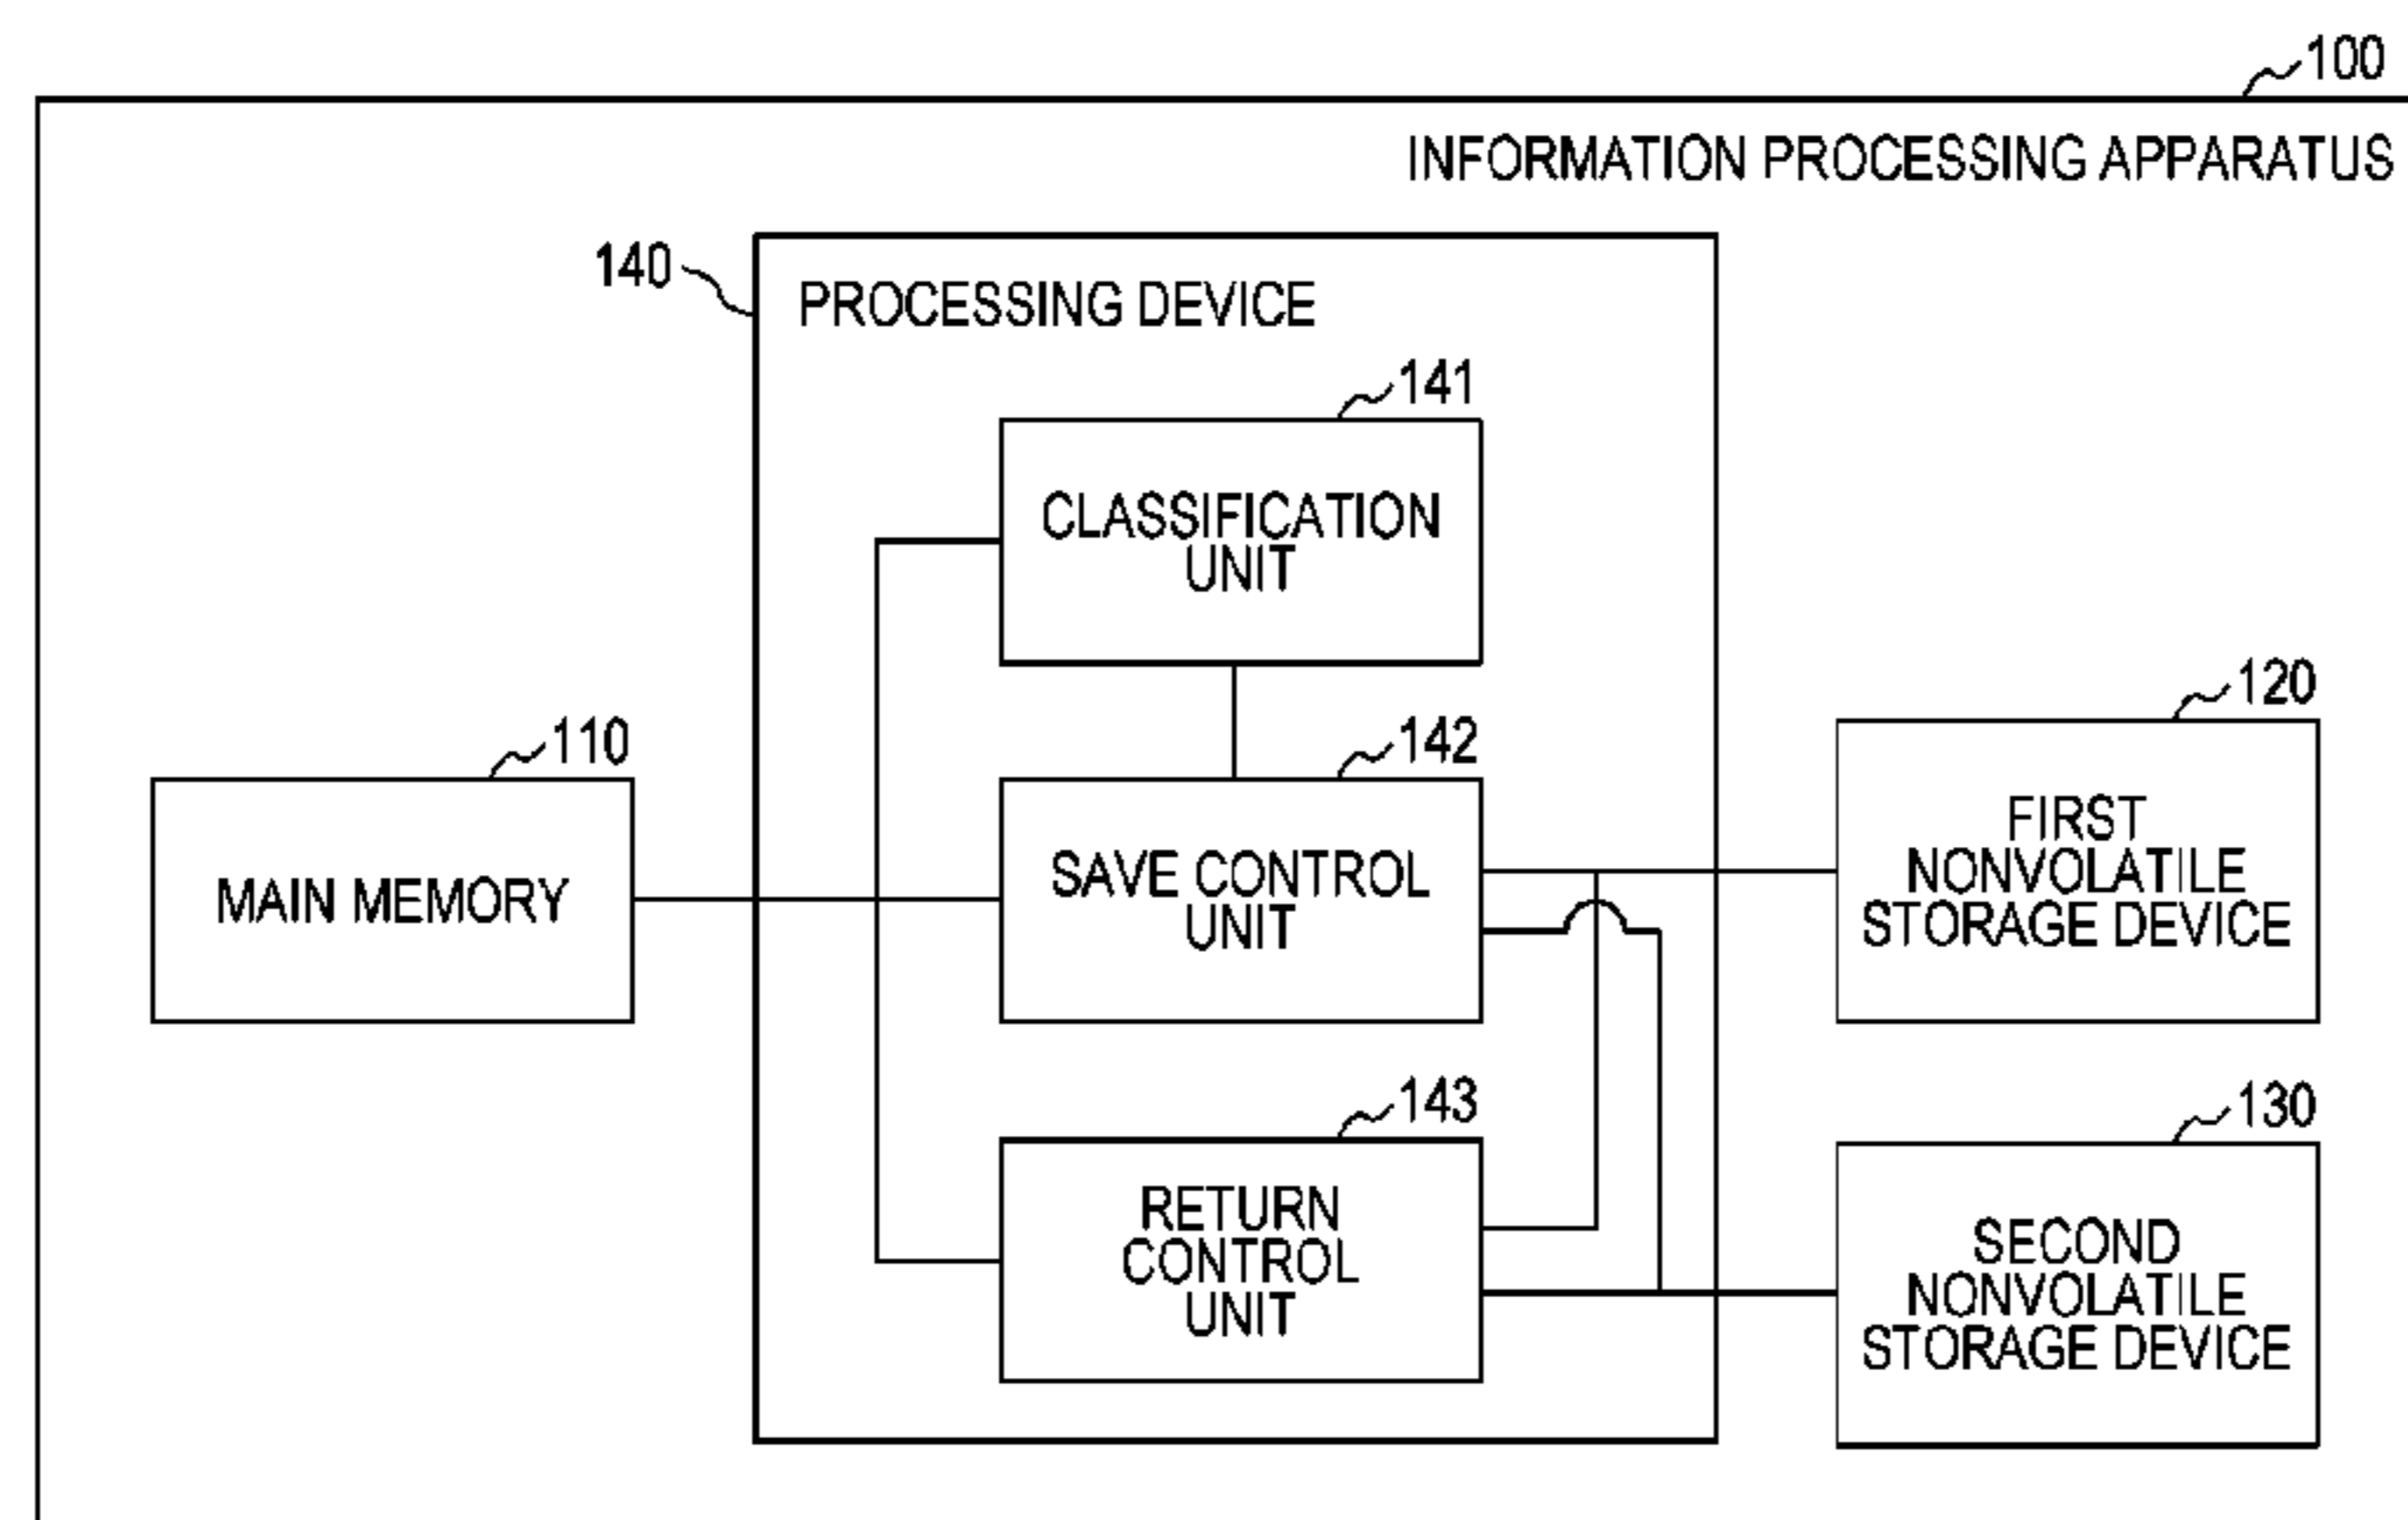 100
INFORMATION PROCESSING APPARATUS
140
PROCESSING DEVICE
141
CLASSIFICATION
UNIT
110
MAIN MEMORY
142
SAVE CONTROL
UNIT
120
FIRST
NONVOLATILE
STORAGE DEVICE
143
RETURN
CONTROL
UNIT
130
SECOND
NONVOLATILE
STORAGE DEVICE